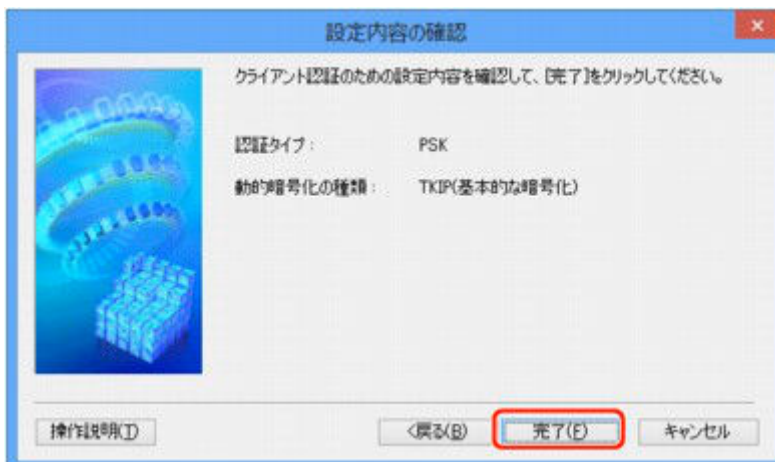 設定内容の確認
クライアント認証のための設定内容を確認して、[完了]をクリックしてください。
認証タイプ: PSK
動的暗号化の種類: TKIP(基本的な暗号化)
操作説明(I) <戻る(B) 完了(F) キャンセル